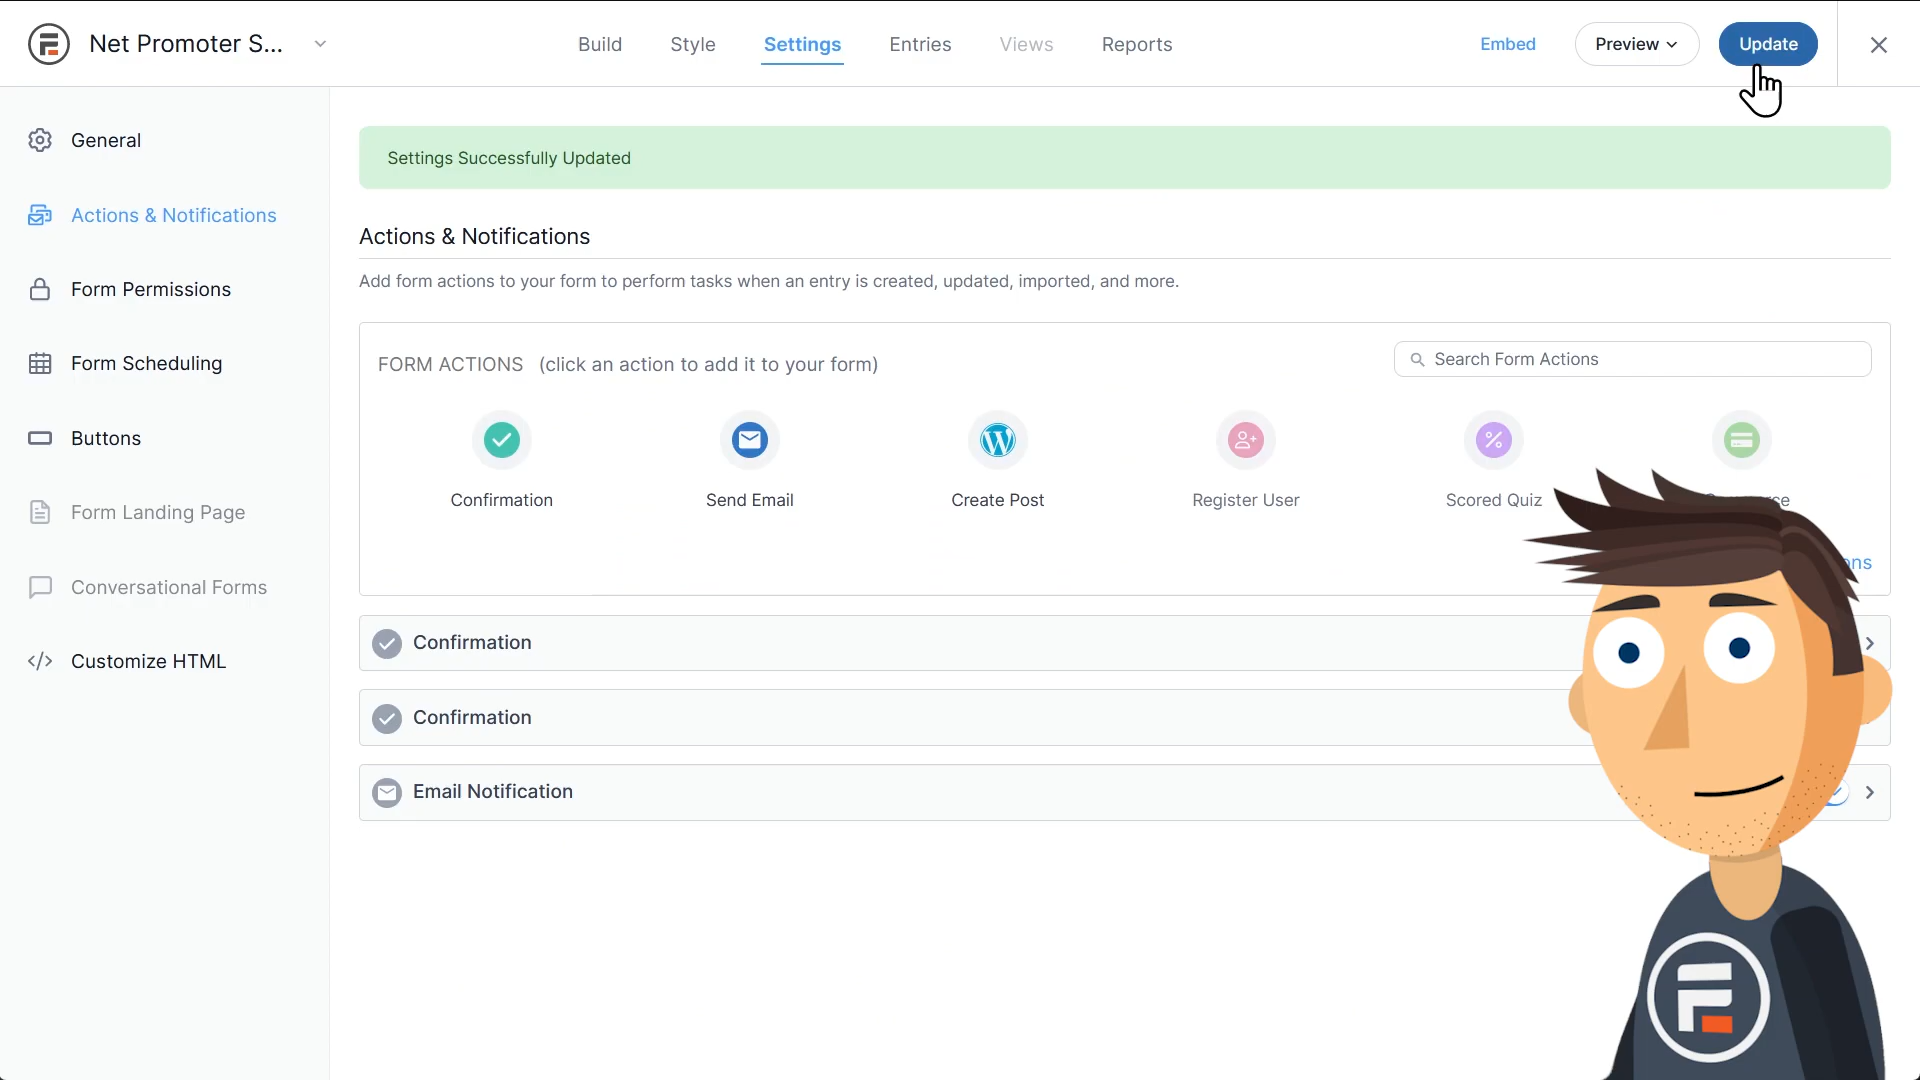 Net Promoter S...
Build
Style
Settings
Entries
Views
Reports
Embed
Preview
Update
General
Actions & Notifications
Form Permissions
Form Scheduling
Buttons
Form Landing Page
Conversational Forms
Customize HTML
Settings Successfully Updated
Actions & Notifications
Add form actions to your form to perform tasks when an entry is created, updated, imported, and more.
FORM ACTIONS (click an action to add it to your form)
Search Form Actions
Confirmation
Send Email
Create Post
Register User
Scored Quiz
Confirmation
Confirmation
Email Notification